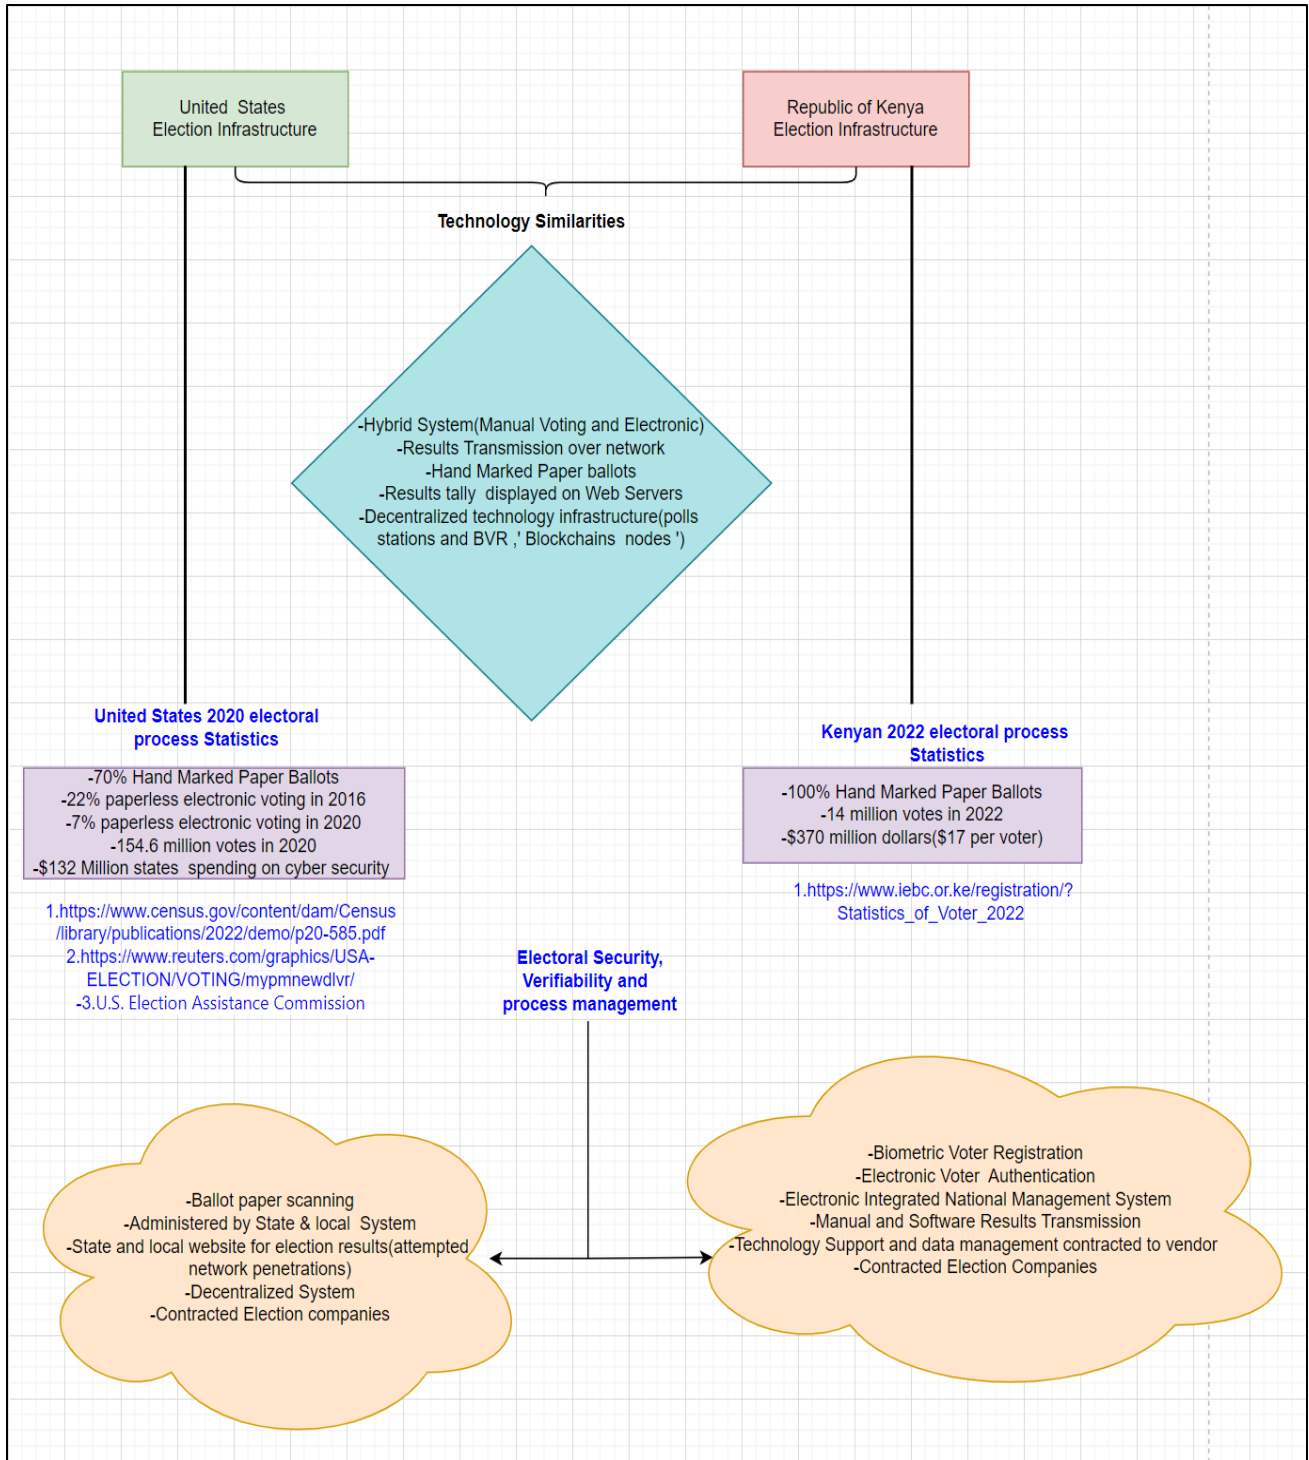 United States
Election Infrastructure
Republic of Kenya
Election Infrastructure
Technology Similarities
-Hybrid System(Manual Voting and Electronic)
-Results Transmission over network
-Hand Marked Paper ballots
-Results tally displayed on Web Servers
-Decentralized technology infrastructure(polls
stations and BVR ,' Blockchains nodes ')
United States 2020 electoral
process Statistics
-70% Hand Marked Paper Ballots
-22% paperless electronic voting in 2016
-7% paperless electronic voting in 2020
-154.6 million votes in 2020
-$132 Million states spending on cyber security
1.https://www.census.gov/content/dam/Census
/library/publications/2022/demo/p20-585.pdf
2.https://www.reuters.com/graphics/USA-
ELECTION/VOTING/mypmnewdlvr/
-3.U.S. Election Assistance Commission
Kenyan 2022 electoral process
Statistics
-100% Hand Marked Paper Ballots
-14 million votes in 2022
-$370 million dollars($17 per voter)
1.https://www.iebc.or.ke/registration/?
Statistics_of_Voter_2022
Electoral Security,
Verifiability and
process management
-Ballot paper scanning
-Administered by State & local System
-State and local website for election results(attempted
network penetrations)
-Decentralized System
-Contracted Election companies
-Biometric Voter Registration
-Electronic Voter Authentication
-Electronic Integrated National Management System
-Manual and Software Results Transmission
-Technology Support and data management contracted to vendor
-Contracted Election Companies